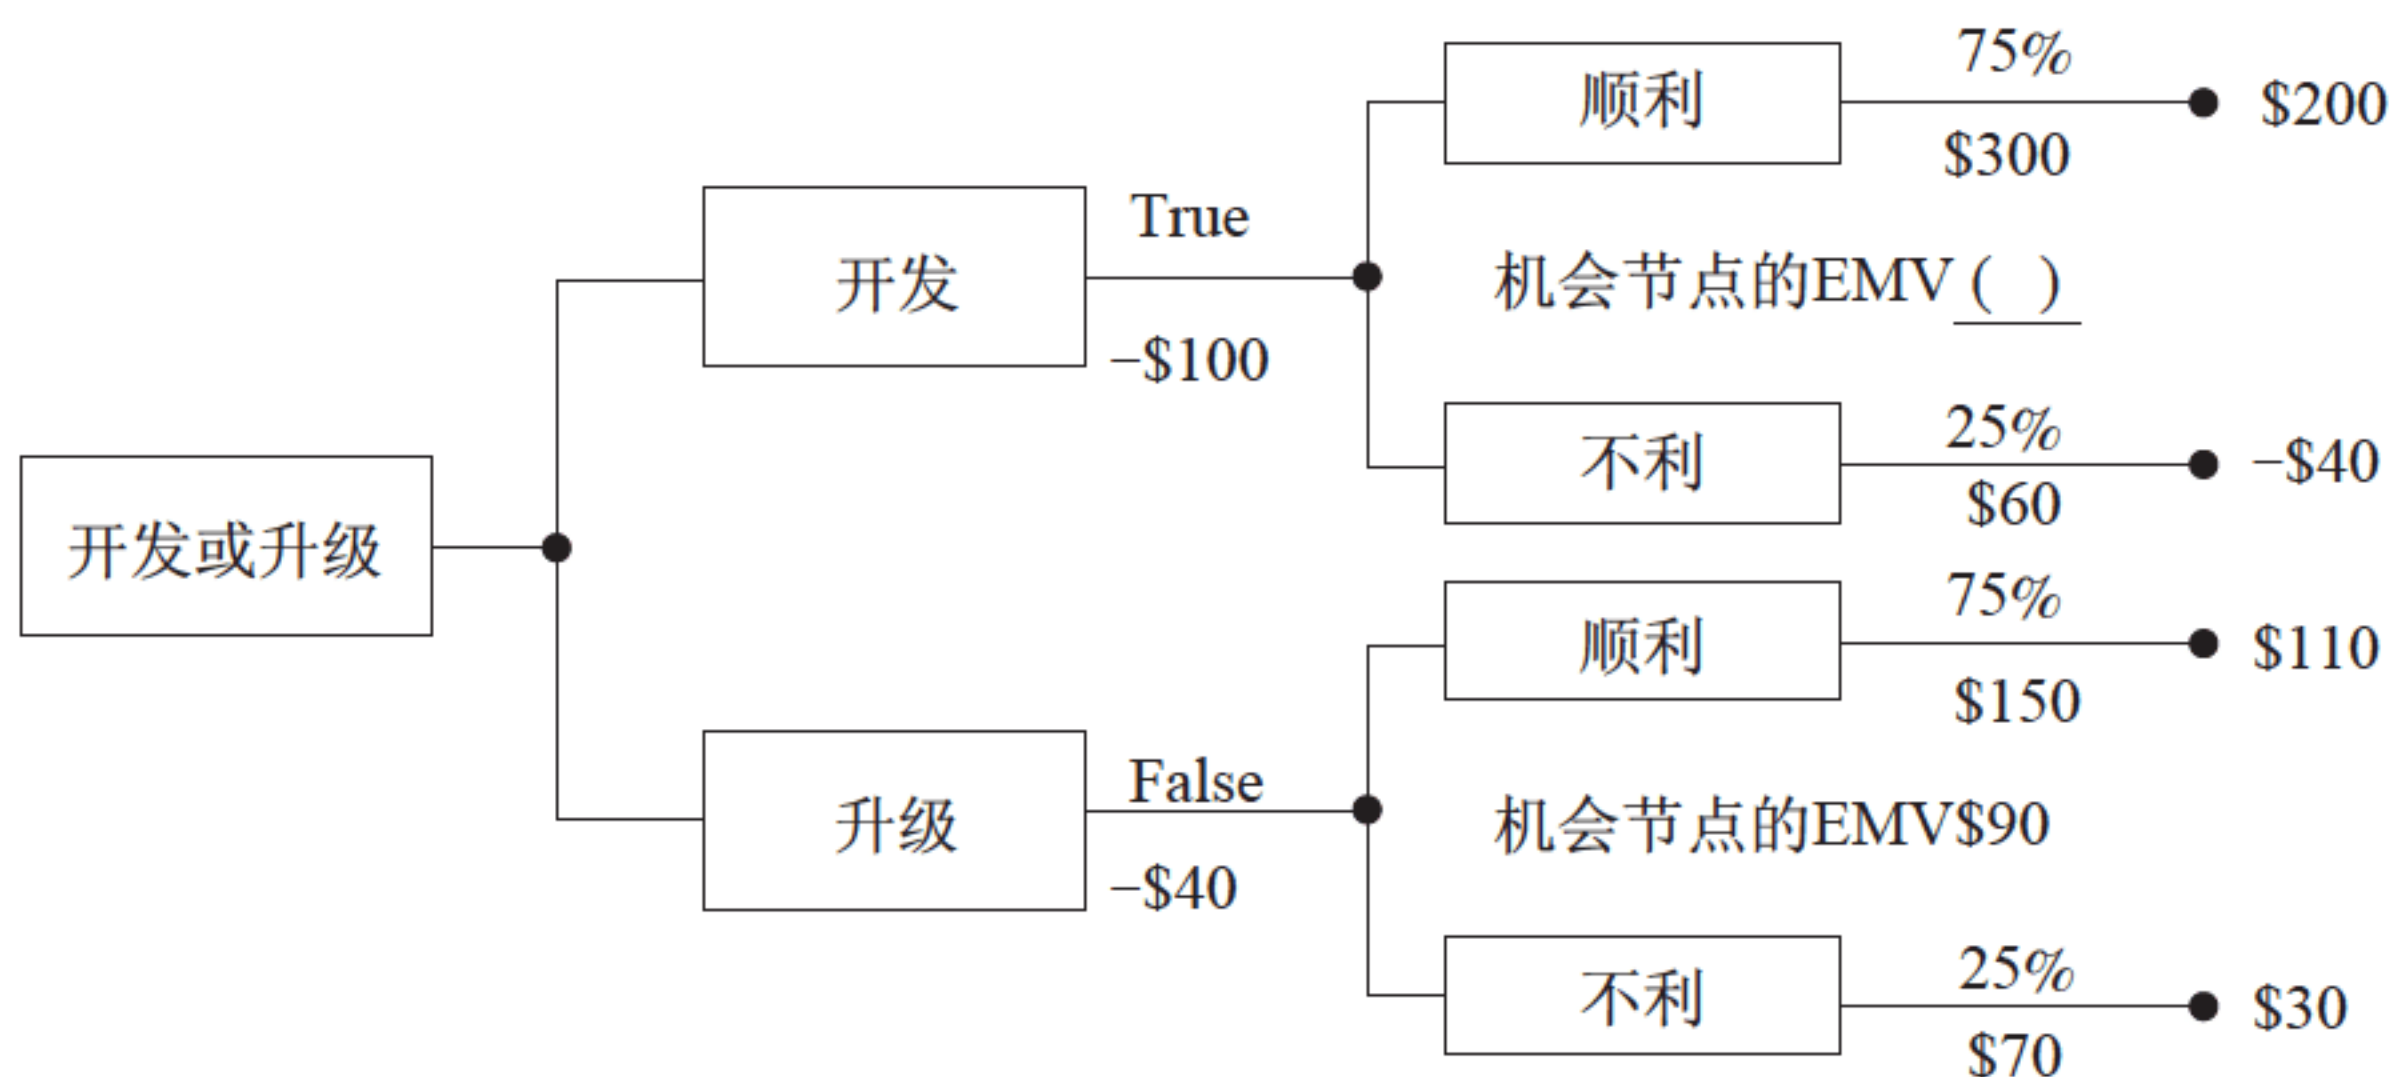 开发或升级
开发
True
−$100
顺利
75%
$300
$200
机会节点的EMV (   )
不利
25%
$60
−$40
升级
False
−$40
顺利
75%
$150
$110
机会节点的EMV$90
不利
25%
$70
$30